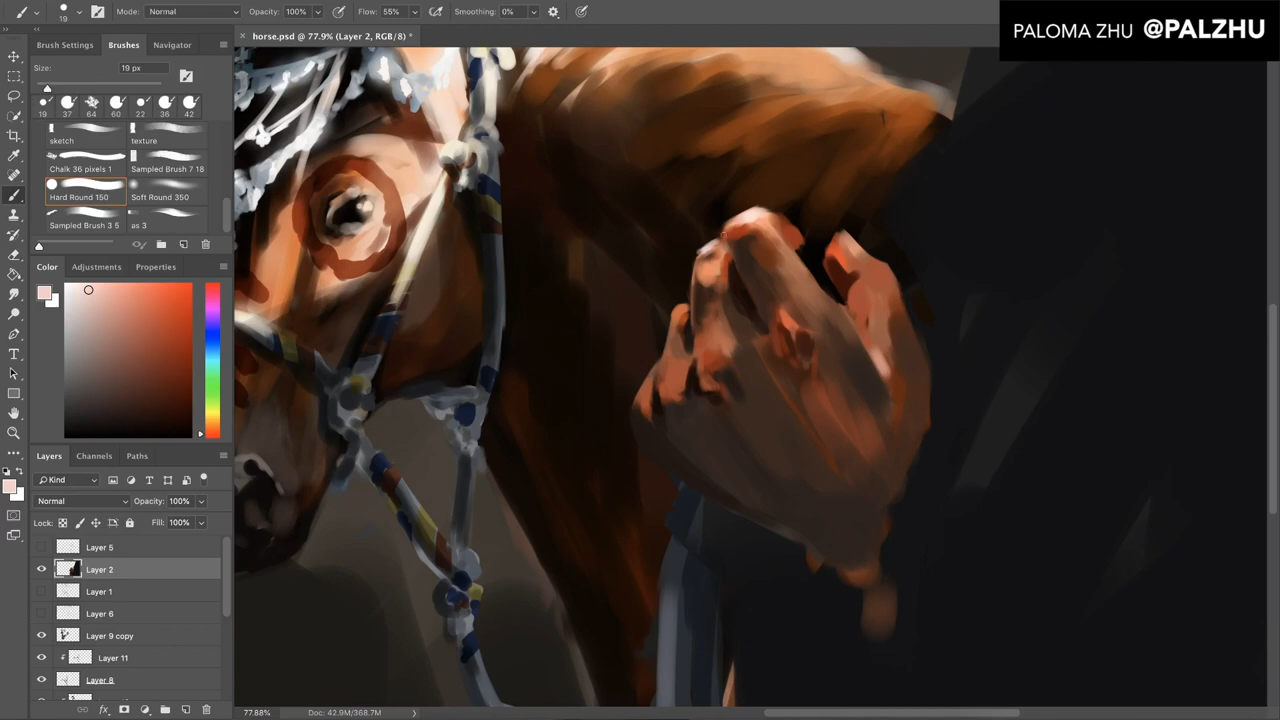 19
Mode: Normal
Opacity: 100%
Flow: 55%
Smoothing: 0%
PALOMA ZHU @PALZHU
horse.psd @ 77.9% (Layer 2, RGB/8) *
Brush Settings
Brushes
Navigator
Size:
19 px
19 37 64 60 22 36 42
sketch
texture
Chalk 36 pixels 1
Sampled Brush 7 18
Hard Round 150
Soft Round 350
Sampled Brush 3 5
as 3
Color
Adjustments
Properties
Layers
Channels
Paths
Kind
Normal
Opacity: 100%
Lock:
Fill: 100%
Layer 5
Layer 2
Layer 1
Layer 6
Layer 9 copy
Layer 11
Layer 8
fx
77.88%
Doc: 42.9M/368.7M